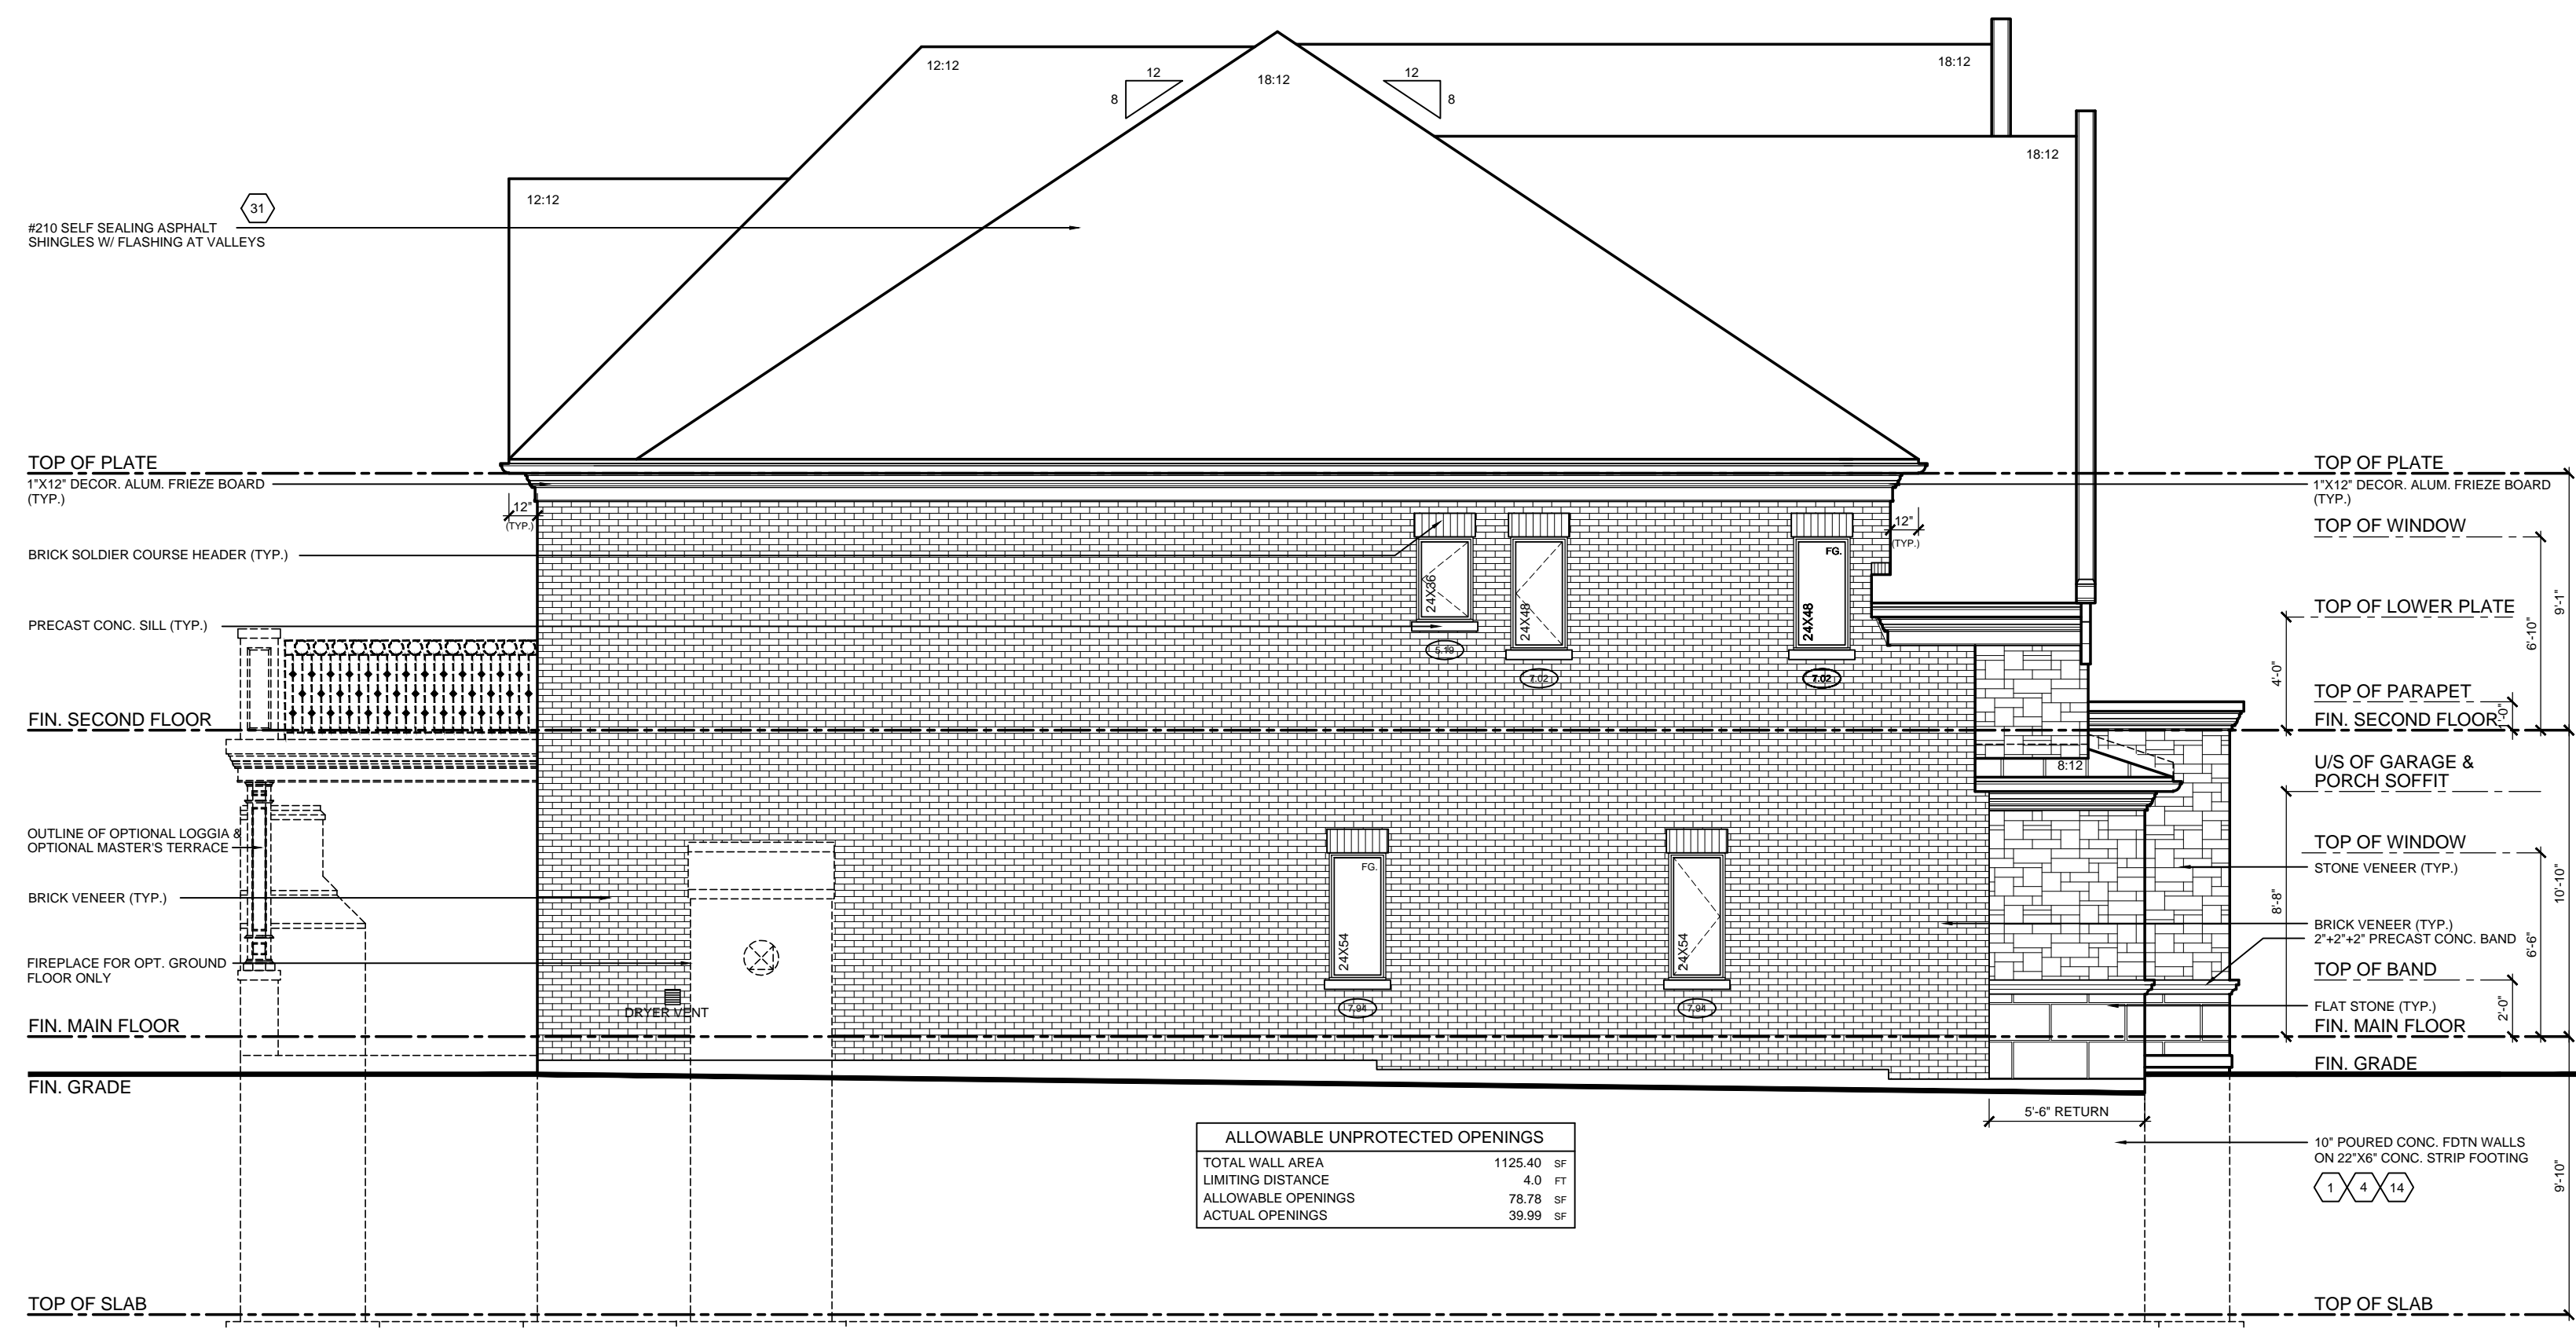 12:12
12
8
18:12
12
8
18:12
18:12
12:12
31
#210 SELF SEALING ASPHALT
SHINGLES W/ FLASHING AT VALLEYS
TOP OF PLATE
1"X12" DECOR. ALUM. FRIEZE BOARD
(TYP.)
12"
(TYP.)
BRICK SOLDIER COURSE HEADER (TYP.)
PRECAST CONC. SILL (TYP.)
FIN. SECOND FLOOR
OUTLINE OF OPTIONAL LOGGIA &
OPTIONAL MASTER'S TERRACE
BRICK VENEER (TYP.)
FIREPLACE FOR OPT. GROUND
FLOOR ONLY
DRYER VENT
FIN. MAIN FLOOR
FIN. GRADE
TOP OF SLAB
24X36
5.19
24X48
7.02
FG.
24X48
7.02
12"
(TYP.)
FG.
24X54
7.94
24X54
7.94
8:12
5'-6" RETURN
ALLOWABLE UNPROTECTED OPENINGS
TOTAL WALL AREA 1125.40 SF
LIMITING DISTANCE 4.0 FT
ALLOWABLE OPENINGS 78.78 SF
ACTUAL OPENINGS 39.99 SF
TOP OF PLATE
1"X12" DECOR. ALUM. FRIEZE BOARD
(TYP.)
TOP OF WINDOW
TOP OF LOWER PLATE
TOP OF PARAPET
FIN. SECOND FLOOR
1'-0"
4'-0"
6'-10"
9'-1"
U/S OF GARAGE &
PORCH SOFFIT
TOP OF WINDOW
STONE VENEER (TYP.)
BRICK VENEER (TYP.)
2"+2"+2" PRECAST CONC. BAND
TOP OF BAND
FLAT STONE (TYP.)
FIN. MAIN FLOOR
8'-8"
2'-0"
6'-6"
10'-10"
FIN. GRADE
10" POURED CONC. FDTN WALLS
ON 22"X6" CONC. STRIP FOOTING
1 4 14
9'-10"
TOP OF SLAB